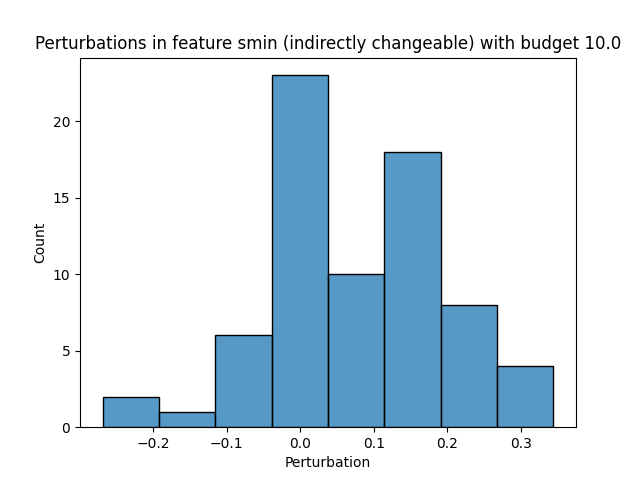 Perturbations in feature smin (indirectly changeable) with budget 10.0
20
15
10
5
0
Count
−0.2 −0.1 0.0 0.1 0.2 0.3
Perturbation